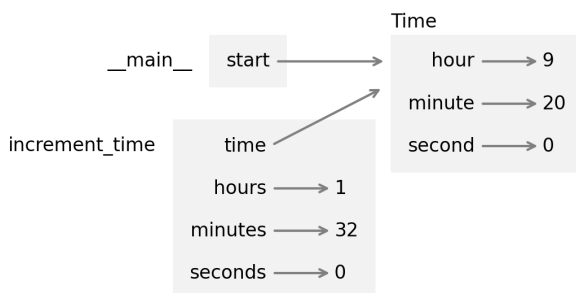 Time
__main__ start hour 9
minute 20
increment_time time second 0
hours 1
minutes 32
seconds 0